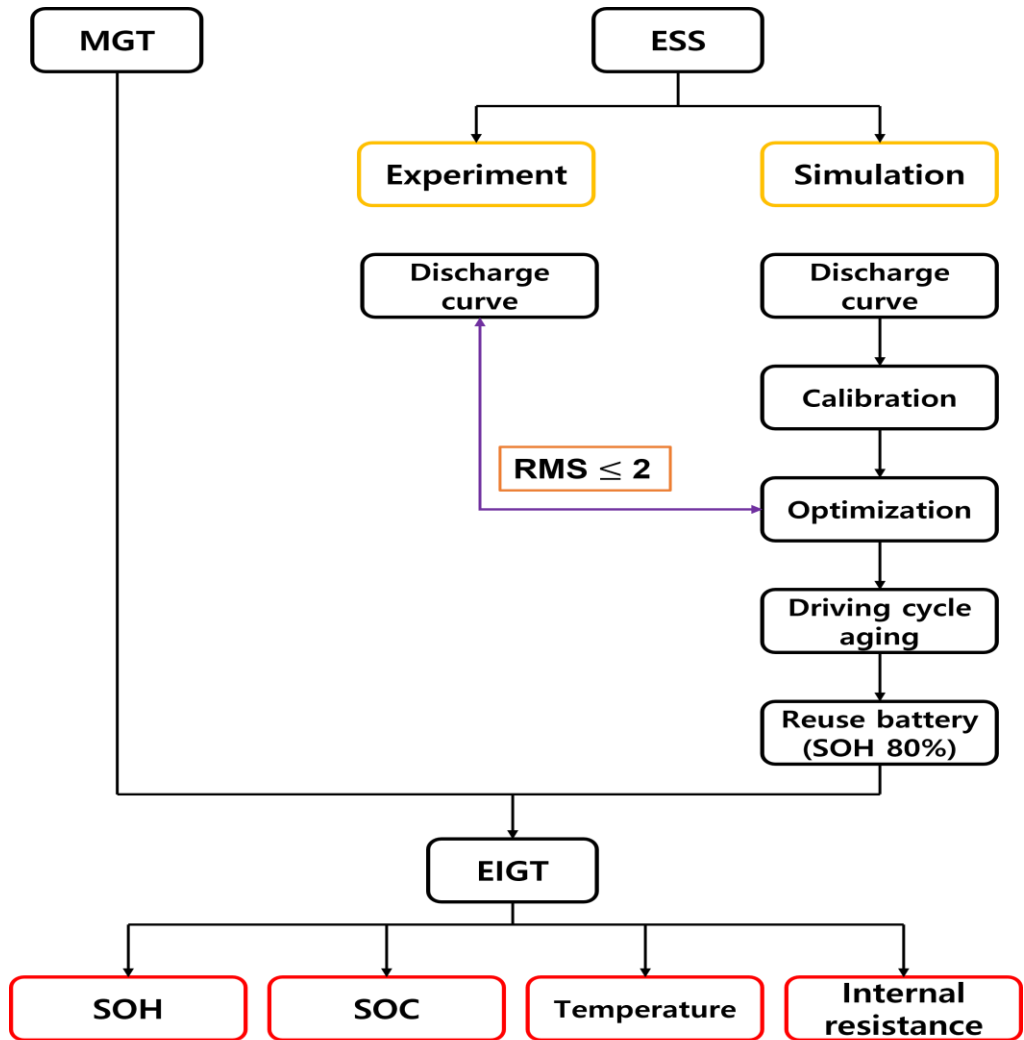 MGT
ESS
Experiment
Simulation
Discharge
curve
Discharge
curve
Calibration
RMS ≤ 2
Optimization
Driving cycle
aging
Reuse battery
(SOH 80%)
EIGT
SOH
SOC
Temperature
Internal
resistance